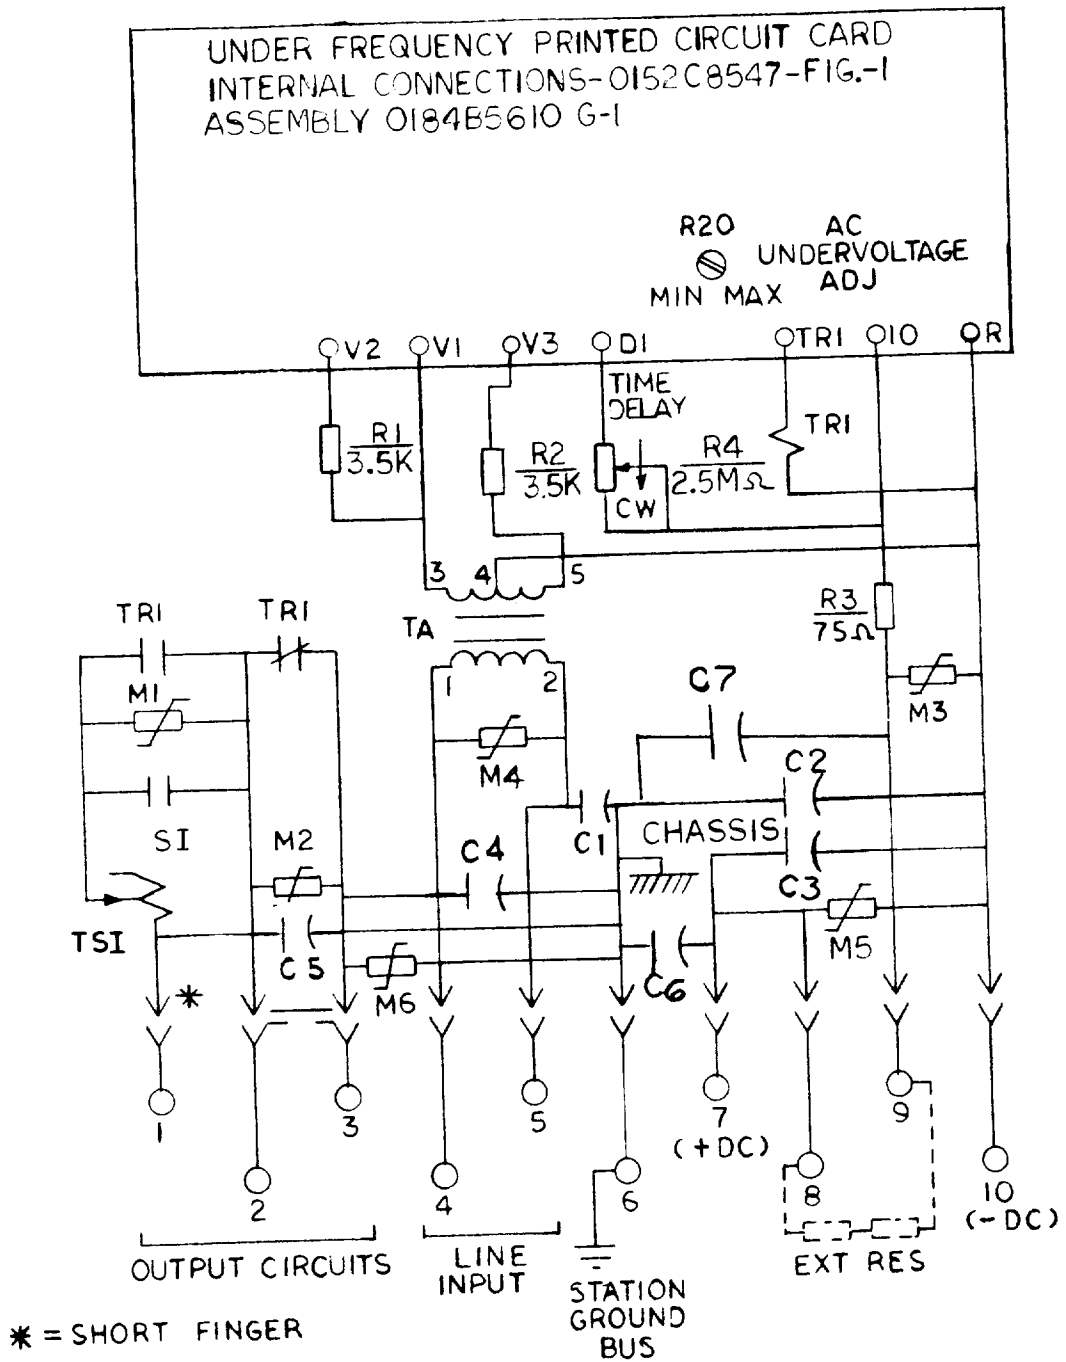 UNDER FREQUENCY PRINTED CIRCUIT CARD
INTERNAL CONNECTIONS-0152C8547-FIG.-1
ASSEMBLY 0184B5610 G-1
R20
AC
UNDERVOLTAGE
ADJ
MIN MAX
V2
V1
V3
D1
TR1
10
R
TIME
DELAY
R1
3.5K
R2
3.5K
CW
R4
2.5MΩ
TR1
3
4
5
R3
75Ω
TR1
TR1
TA
M1
1
2
C7
M3
M4
C2
SI
M2
C4
C1
CHASSIS
C3
TSI
C5
M6
C6
M5
*
1
2
3
4
5
6
7
(+DC)
8
9
10
(-DC)
OUTPUT CIRCUITS
LINE
INPUT
STATION
GROUND
BUS
EXT RES
* = SHORT FINGER